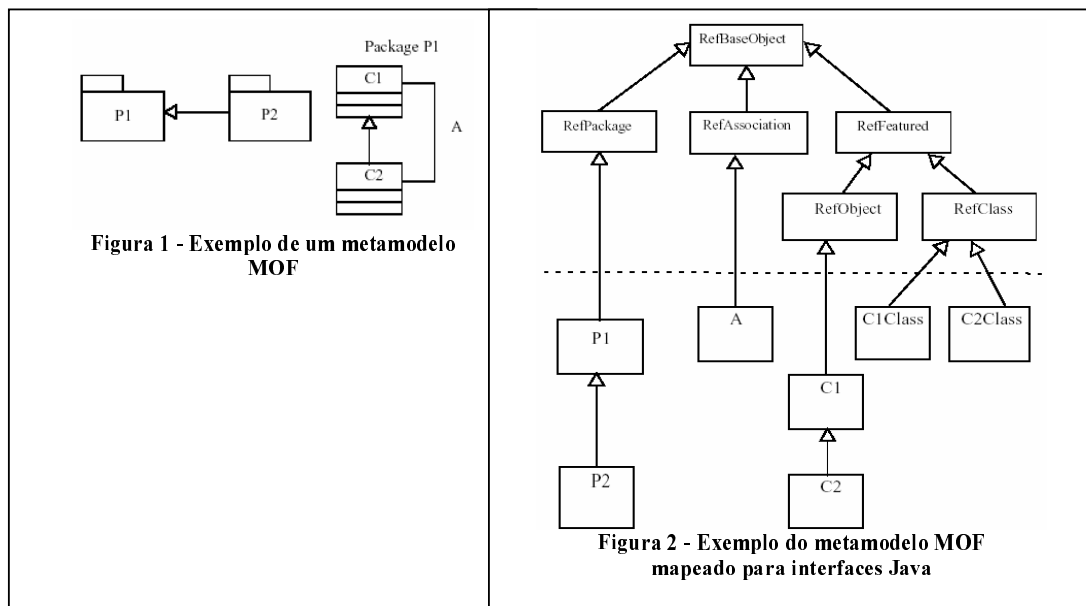 Package P1
C1
P1
P2
A
C2
Figura 1 - Exemplo de um metamodelo
MOF
RefBaseObject
RefPackage
RefAssociation
RefFeatured
RefObject
RefClass
P1
A
C1Class
C2Class
C1
P2
C2
Figura 2 - Exemplo do metamodelo MOF
mapeado para interfaces Java